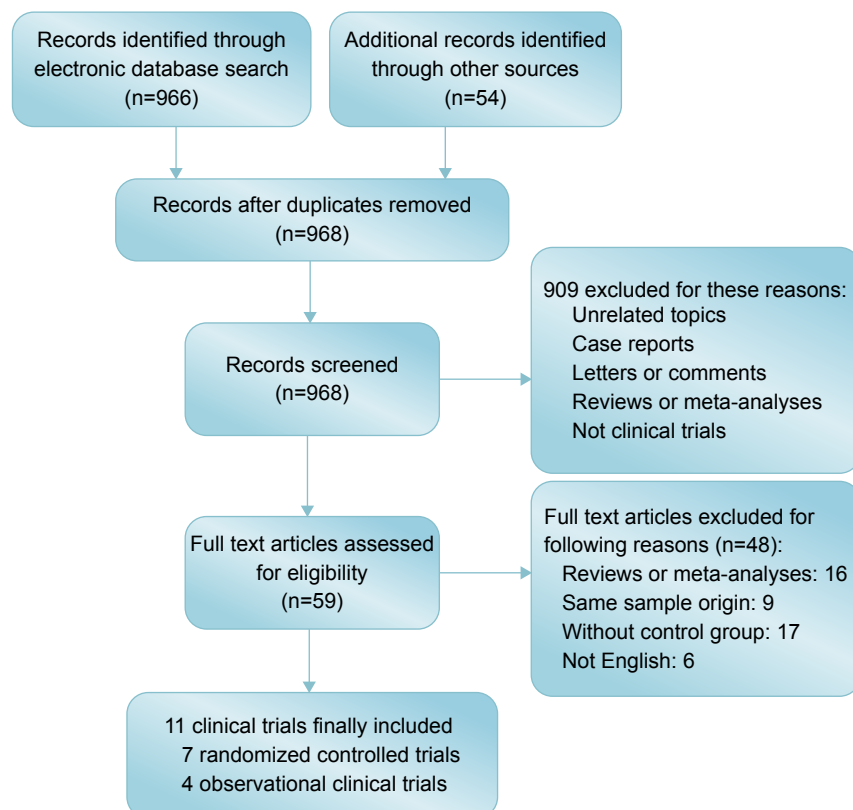 Records identified through
electronic database search
(n=966)
Additional records identified
through other sources
(n=54)
Records after duplicates removed
(n=968)
Records screened
(n=968)
909 excluded for these reasons:
Unrelated topics
Case reports
Letters or comments
Reviews or meta-analyses
Not clinical trials
Full text articles assessed
for eligibility
(n=59)
Full text articles excluded for
following reasons (n=48):
Reviews or meta-analyses: 16
Same sample origin: 9
Without control group: 17
Not English: 6
11 clinical trials finally included
7 randomized controlled trials
4 observational clinical trials